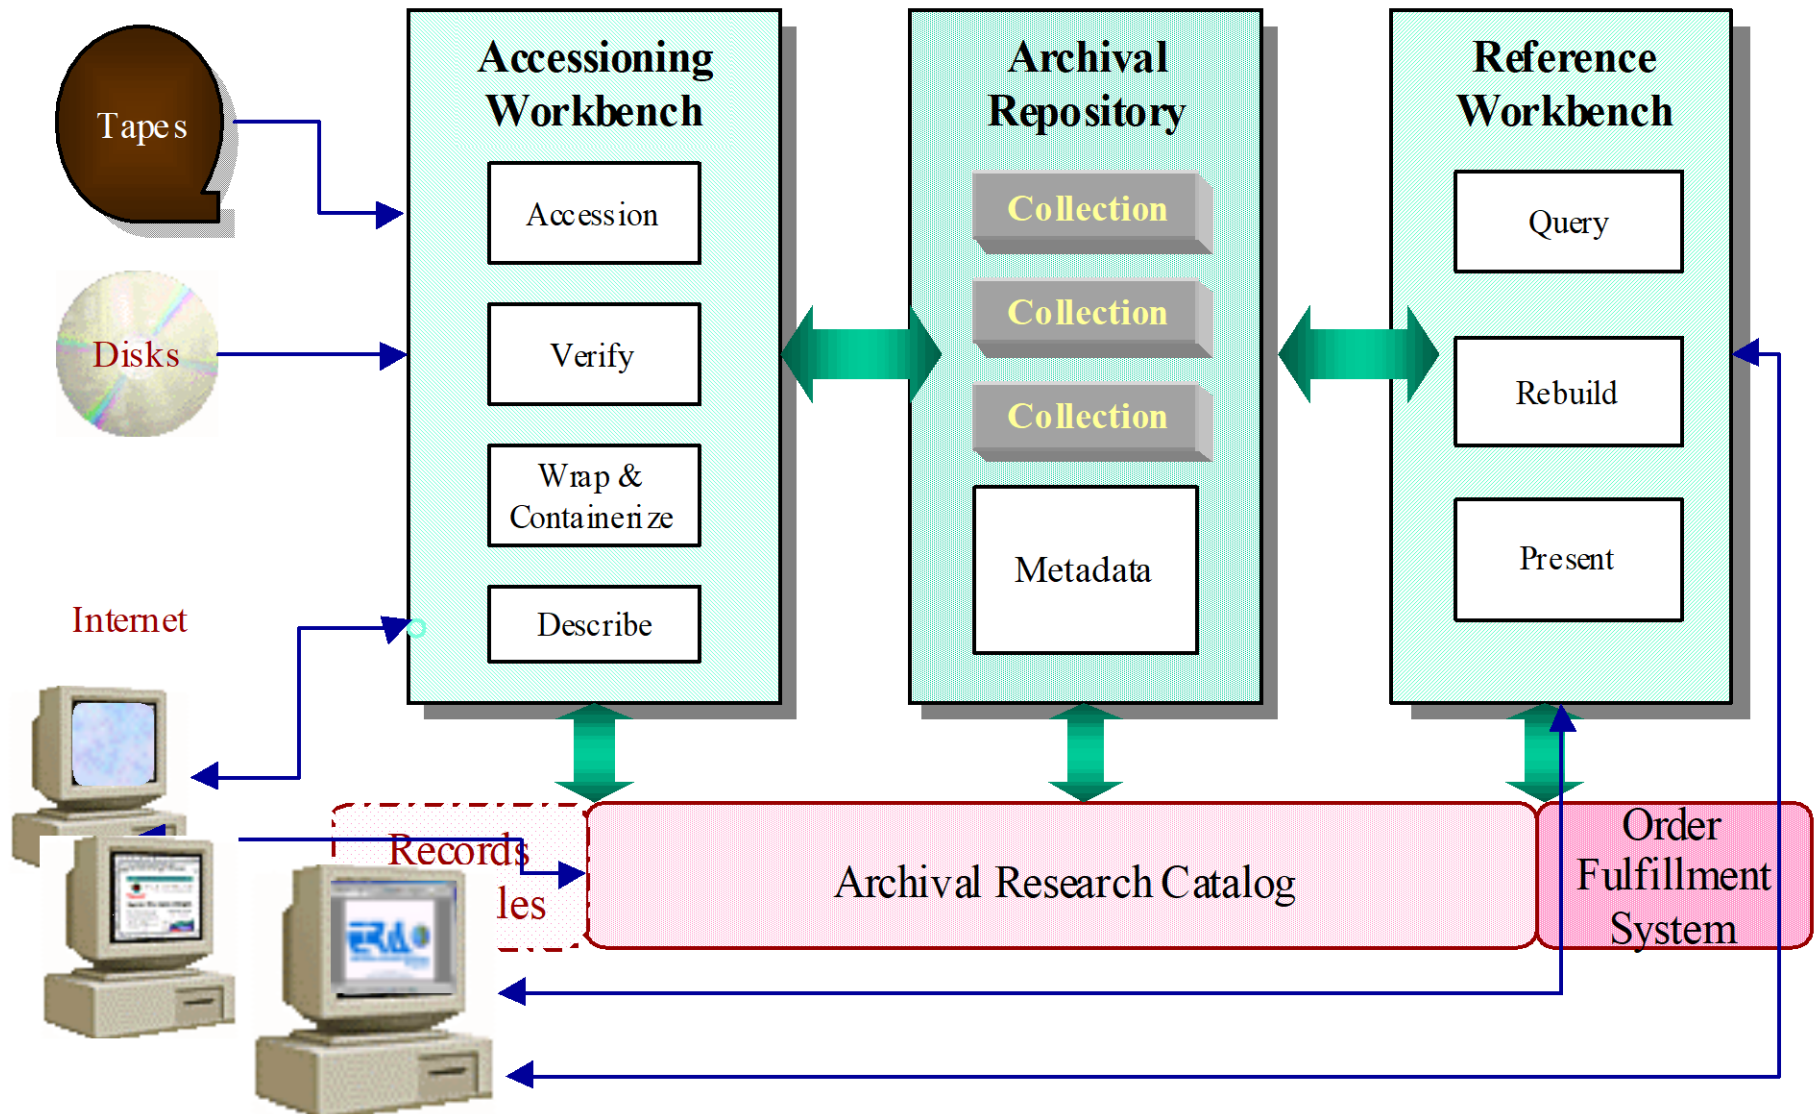 Tapes
Disks
Internet
Accessioning
Workbench
Accession
Verify
Wrap &
Containerize
Describe
Archival
Repository
Collection
Collection
Collection
Metadata
Reference
Workbench
Query
Rebuild
Present
Records
les
Archival Research Catalog
Order
Fulfillment
System
ERA